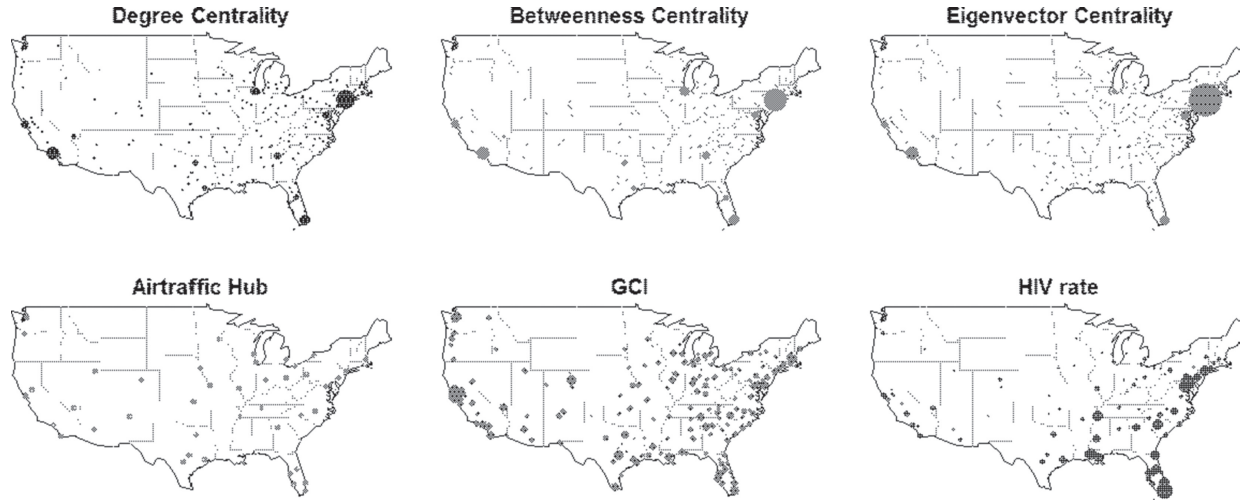 Degree Centrality
Betweenness Centrality
Eigenvector Centrality
Airtraffic Hub
GCI
HIV rate